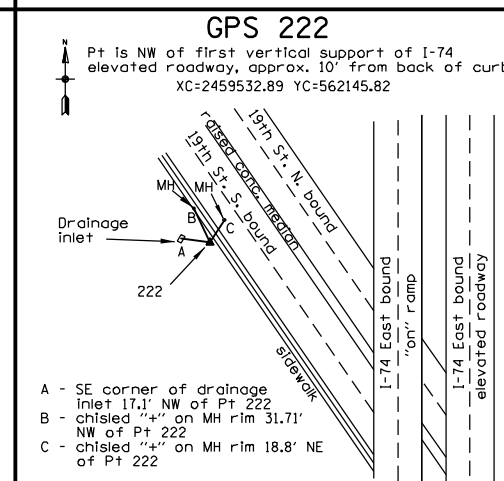 GPS 222
N
Pt is NW of first vertical support of I-74
elevated roadway, approx. 10' from back of curb
XC=2459532.89 YC=562145.82
raised conc. median
19th St. N. bound
19th St. S. bound
MH
MH
B
C
Drainage
inlet
A
222
sidewalk
I-74 East bound
"on" ramp
I-74 East bound
elevated roadway
A - SE corner of drainage
inlet 17.1' NW of Pt 222
B - chisled "+" on MH rim 31.71'
NW of Pt 222
C - chisled "+" on MH rim 18.8' NE
of Pt 222